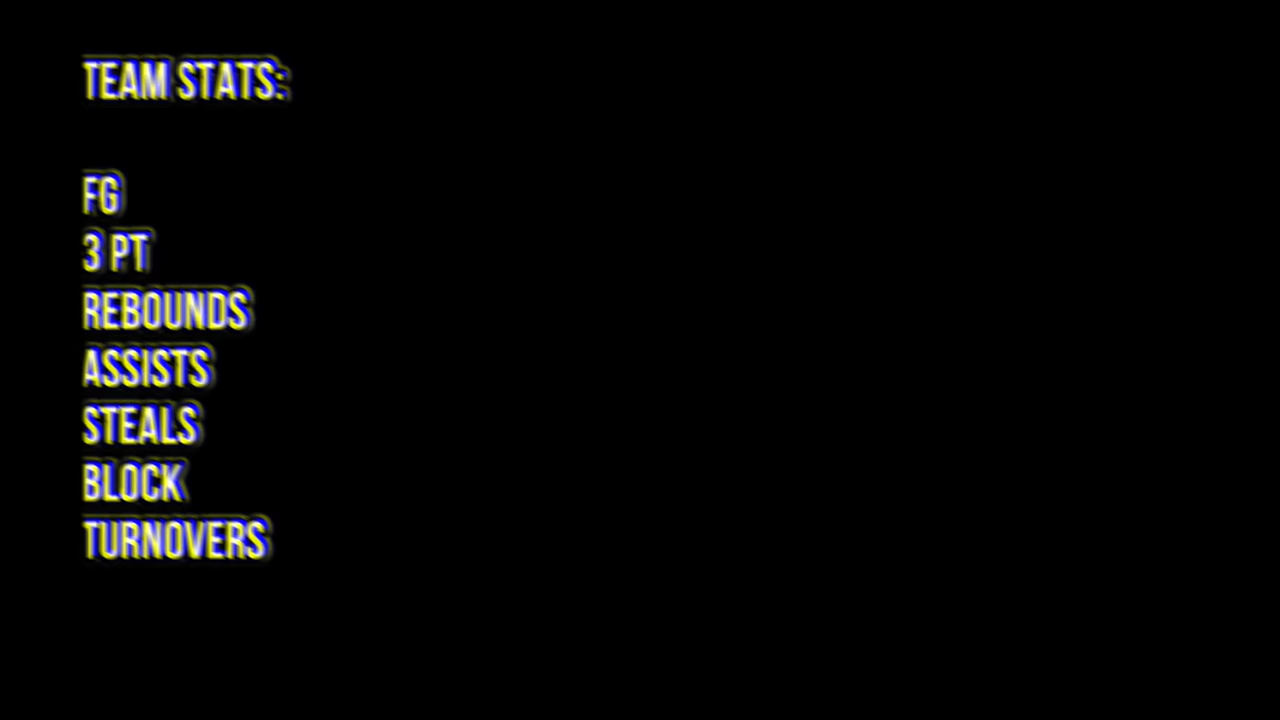 TEAM STATS:
FG
3 PT
REBOUNDS
ASSISTS
STEALS
BLOCK
TURNOVERS